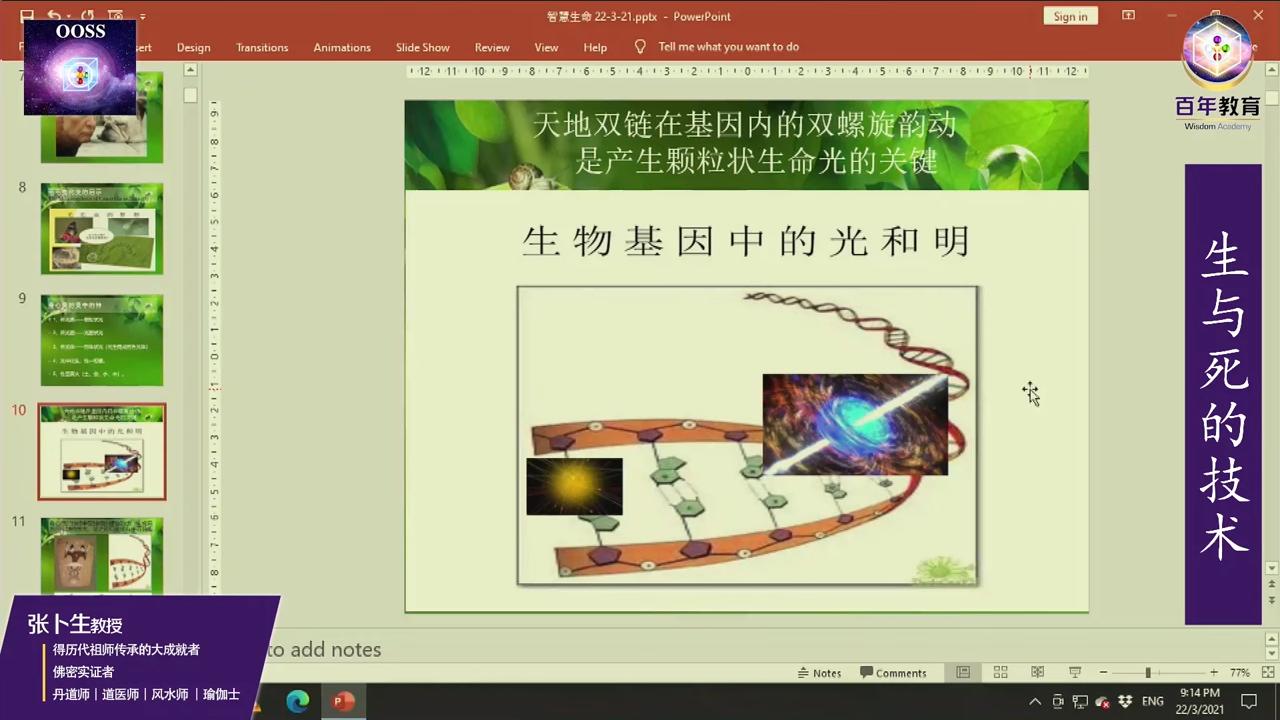 智慧生命 22-3-21.pptx - PowerPoint
Sign in
OOSS
Design
Transitions
Animations
Slide Show
Review
View
Help
Tell me what you want to do
百年教育
Wisdom Academy
7
8
9
10
11
天地双链在基因内的双螺旋韵动
是产生颗粒状生命光的关键
生物基因中的光和明
生与死的技术
张卜生教授
得历代祖师传承的大成就者
佛密实证者
丹道师｜道医师｜风水师｜瑜伽士
to add notes
Notes
Comments
77%
ENG
9:14 PM
22/3/2021